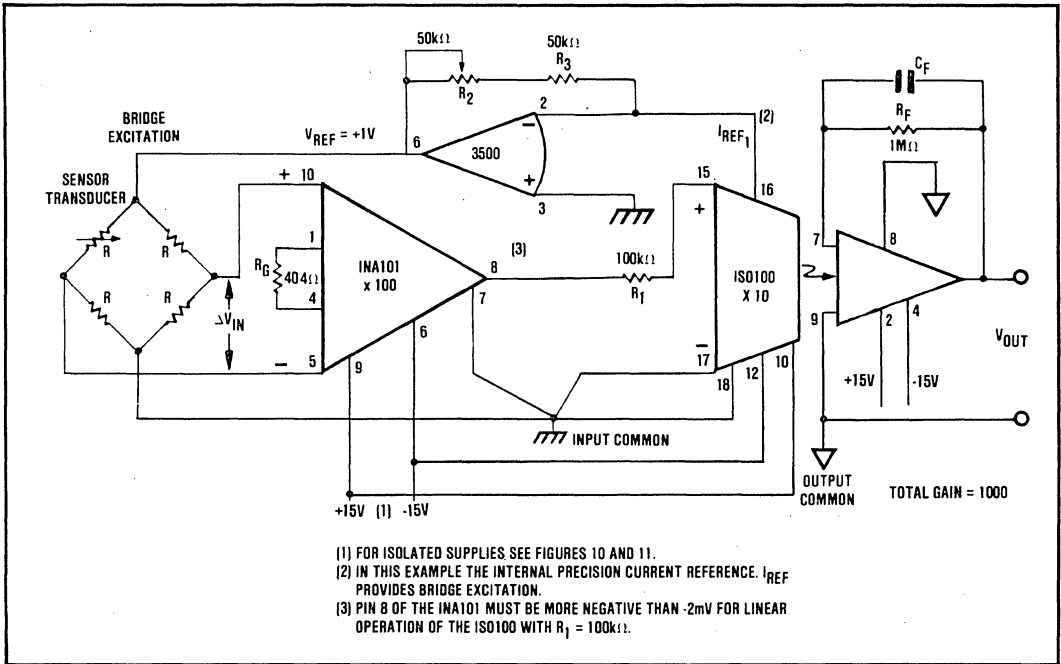 50kΩ
50kΩ
R3
R2
CF
RF
1MΩ
BRIDGE
EXCITATION
VREF = +1V
6
2
3500
−
+
3
IREF1
(2)
SENSOR
TRANSDUCER
+ 10
15
16
+
7
8
R
R
R
R
1
RG
404Ω
4
INA101
x 100
(3)
8
7
100kΩ
R1
ISO100
X 10
ΔVIN
6
−
5
9
−
17
18
12
10
9
2
4
+15V
-15V
VOUT
INPUT COMMON
OUTPUT
COMMON
TOTAL GAIN = 1000
+15V (1) -15V
(1) FOR ISOLATED SUPPLIES SEE FIGURES 10 AND 11.
(2) IN THIS EXAMPLE THE INTERNAL PRECISION CURRENT REFERENCE. IREF
PROVIDES BRIDGE EXCITATION.
(3) PIN 8 OF THE INA101 MUST BE MORE NEGATIVE THAN -2mV FOR LINEAR
OPERATION OF THE ISO100 WITH R1 = 100kΩ.